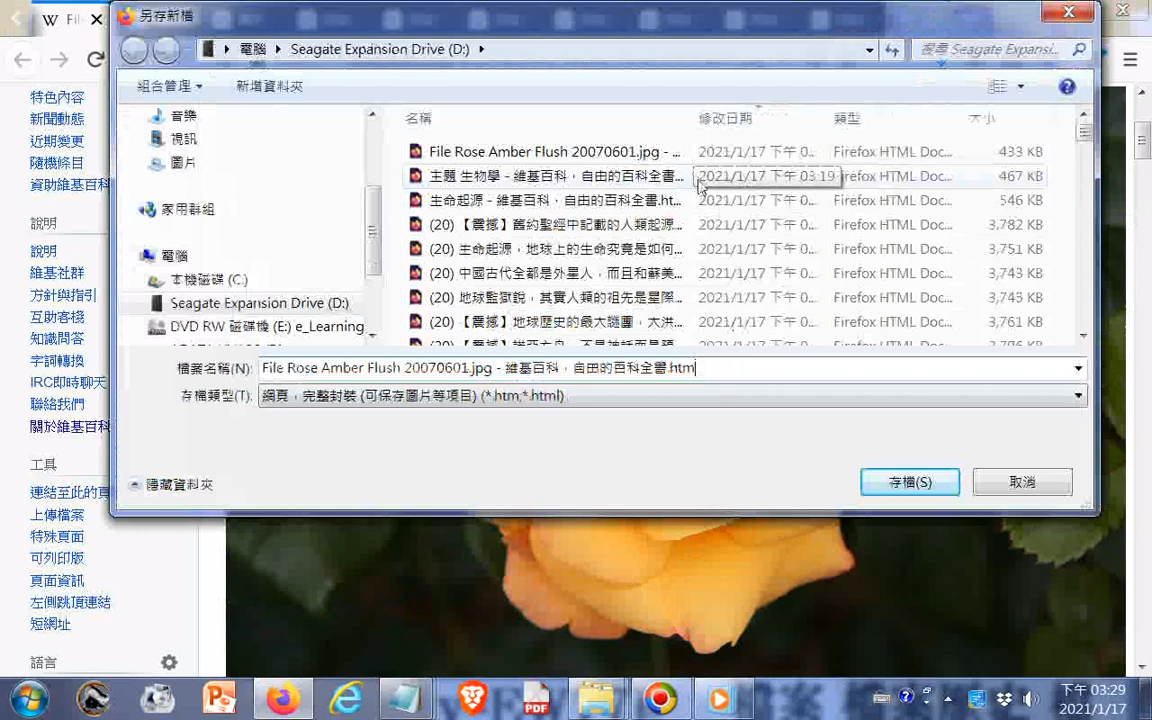 Fil
另存新檔
電腦 Seagate Expansion Drive (D:)
搜尋 Seagate Expansi...
組合管理 新增資料夾
音樂
視訊
圖片
家用群組
電腦
本機磁碟 (C:)
Seagate Expansion Drive (D:)
DVD RW 磁碟機 (E:) e_Learning
名稱 修改日期 類型 大小
File Rose Amber Flush 20070601.jpg - ... 2021/1/17 下午 0... Firefox HTML Doc... 433 KB
主題 生物學 - 維基百科，自由的百科全書... 2021/1/17 下午 03:19 irefox HTML Doc... 467 KB
生命起源 - 維基百科，自由的百科全書.ht... 2021/1/17 下午 0... Firefox HTML Doc... 546 KB
(20) 【震撼】舊約聖經中記載的人類起源... 2021/1/17 下午 0... Firefox HTML Doc... 3,782 KB
(20) 生命起源，地球上的生命究竟是如何... 2021/1/17 下午 0... Firefox HTML Doc... 3,751 KB
(20) 中國古代全都是外星人，而且和蘇美... 2021/1/17 下午 0... Firefox HTML Doc... 3,743 KB
(20) 地球監獄說，其實人類的祖先是星際... 2021/1/17 下午 0... Firefox HTML Doc... 3,745 KB
(20) 【震撼】地球歷史的最大謎團，大洪... 2021/1/17 下午 0... Firefox HTML Doc... 3,761 KB
檔案名稱(N): File Rose Amber Flush 20070601.jpg - 維基百科，自由的百科全書.htm
存檔類型(T): 網頁，完整封裝 (可保存圖片等項目) (*.htm;*.html)
隱藏資料夾
存檔(S) 取消
特色內容
新聞動態
近期變更
隨機條目
資助維基百科
說明
說明
維基社群
方針與指引
互助客棧
知識問答
字詞轉換
IRC即時聊天
聯絡我們
關於維基百科
工具
連結至此的頁
上傳檔案
特殊頁面
可列印版
頁面資訊
左側跳頂連結
短網址
語言
PDF
下午 03:29
2021/1/17